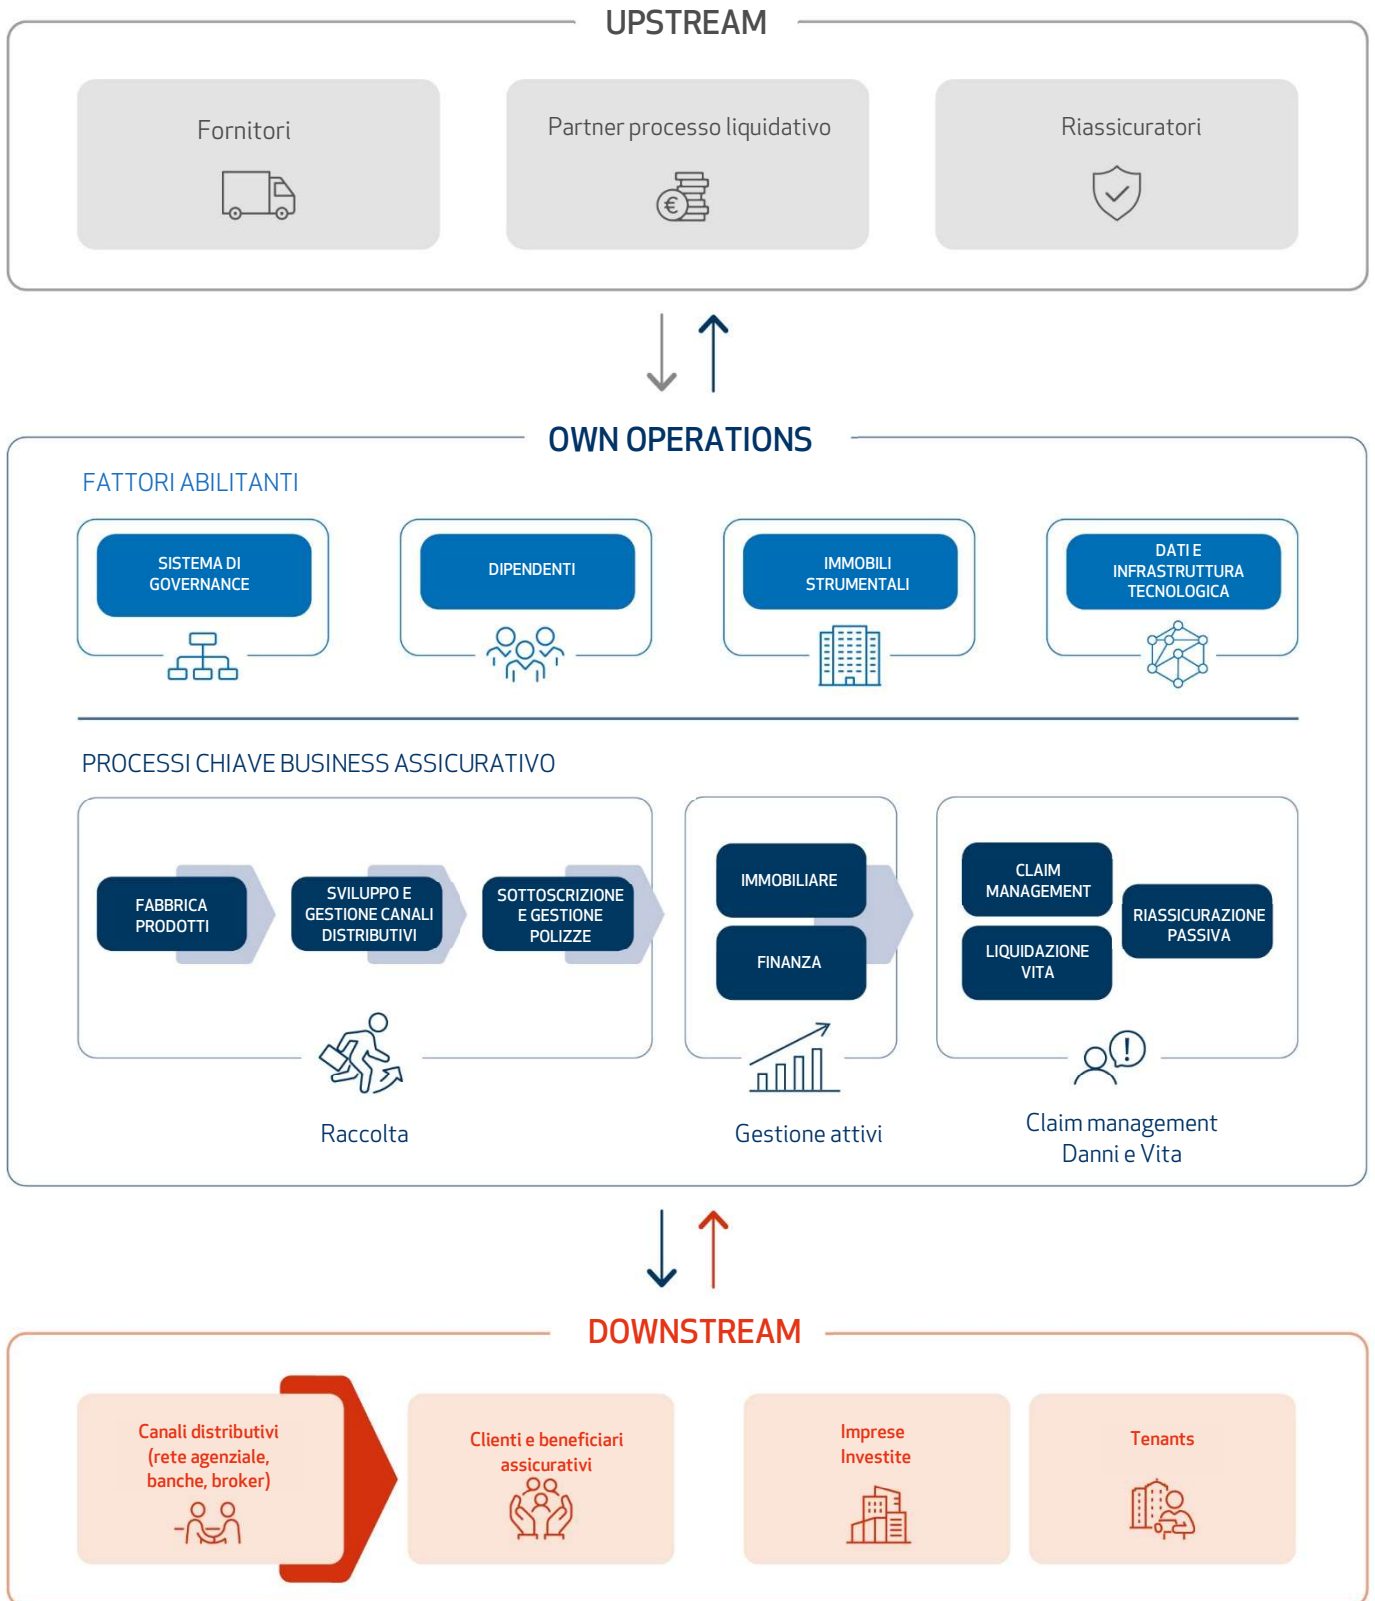 UPSTREAM
Fornitori
Partner processo liquidativo
Riassicuratori
€
OWN OPERATIONS
FATTORI ABILITANTI
SISTEMA DI
GOVERNANCE
DIPENDENTI
IMMOBILI
STRUMENTALI
DATI E
INFRASTRUTTURA
TECNOLOGICA
PROCESSI CHIAVE BUSINESS ASSICURATIVO
FABBRICA
PRODOTTI
SVILUPPO E
GESTIONE CANALI
DISTRIBUTIVI
SOTTOSCRIZIONE
E GESTIONE
POLIZZE
IMMOBILIARE
FINANZA
CLAIM
MANAGEMENT
LIQUIDAZIONE
VITA
RIASSICURAZIONE
PASSIVA
!
Raccolta
Gestione attivi
Claim management
Danni e Vita
DOWNSTREAM
Canali distributivi
(rete agenziale,
banche, broker)
Clienti e beneficiari
assicurativi
Imprese
Investite
Tenants